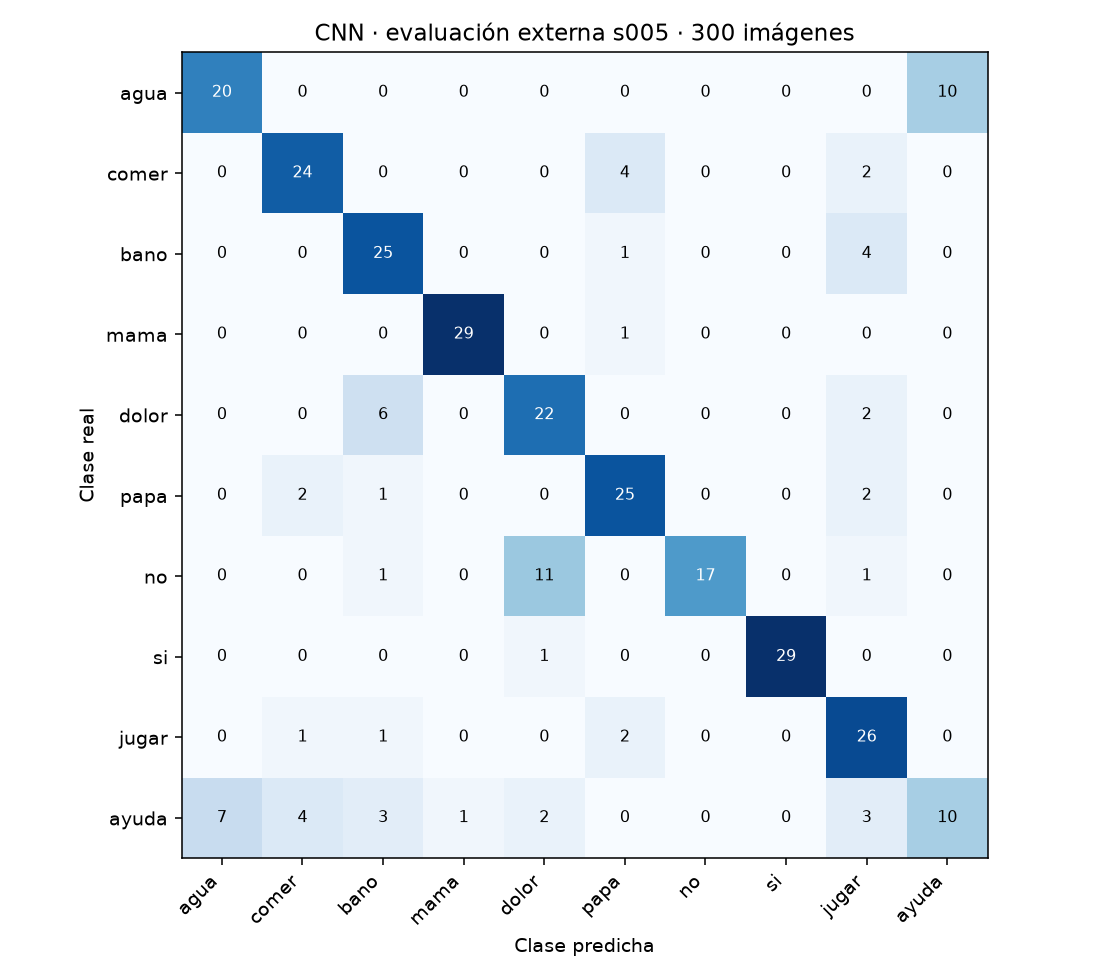 CNN · evaluación externa s005 · 300 imágenes
agua 20 0 0 0 0 0 0 0 0 10
comer 0 24 0 0 0 4 0 0 2 0
bano 0 0 25 0 0 1 0 0 4 0
mama 0 0 0 29 0 1 0 0 0 0
dolor 0 0 6 0 22 0 0 0 2 0
papa 0 2 1 0 0 25 0 0 2 0
no 0 0 1 0 11 0 17 0 1 0
si 0 0 0 0 1 0 0 29 0 0
jugar 0 1 1 0 0 2 0 0 26 0
ayuda 7 4 3 1 2 0 0 0 3 10
Clase real
agua comer bano mama dolor papa no si jugar ayuda
Clase predicha